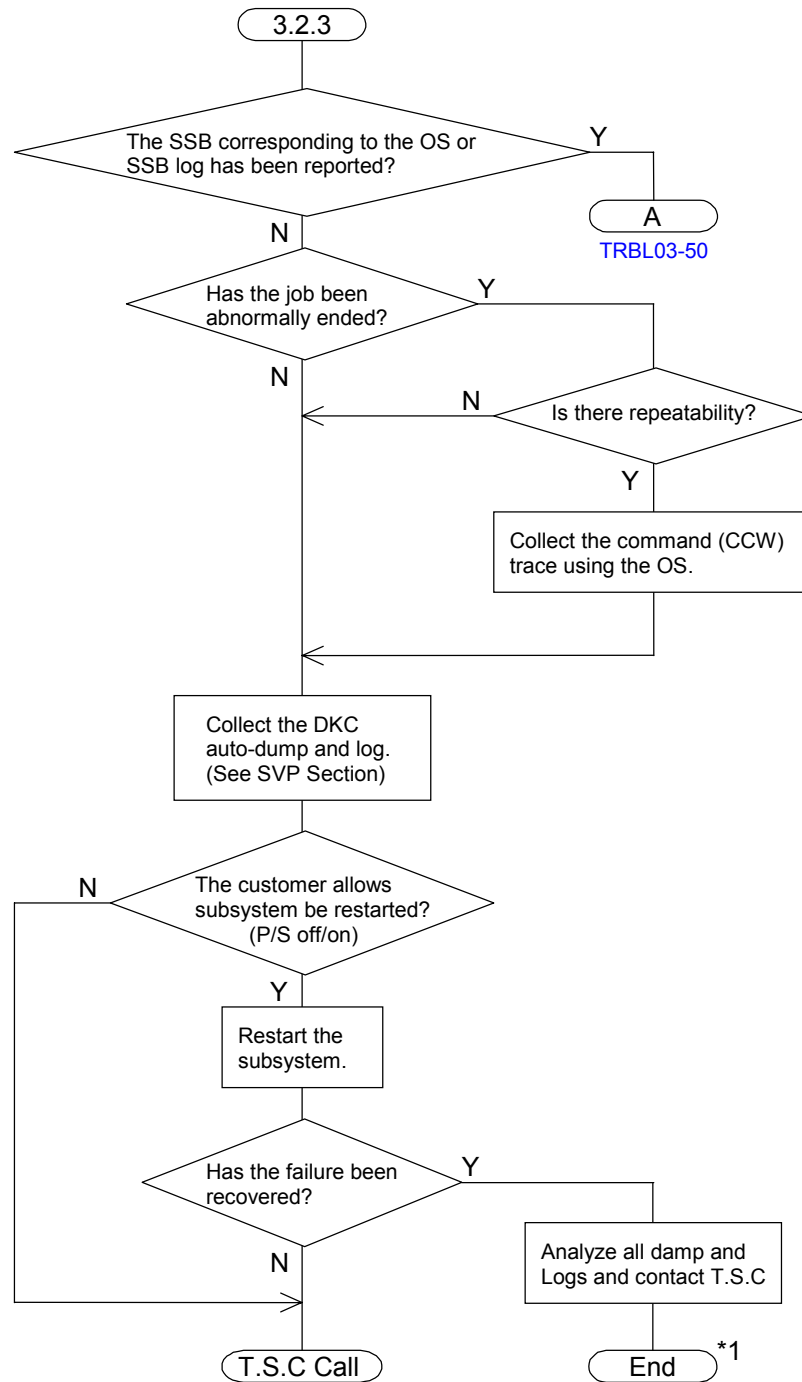 3.2.3
The SSB corresponding to the OS or
SSB log has been reported?
Y
A
TRBL03-50
N
Has the job been
abnormally ended?
Y
N
Is there repeatability?
N
Y
Collect the command (CCW)
trace using the OS.
Collect the DKC
auto-dump and log.
(See SVP Section)
N
The customer allows
subsystem be restarted?
(P/S off/on)
Y
Restart the
subsystem.
Has the failure been
recovered?
Y
N
Analyze all damp and
Logs and contact T.S.C
T.S.C Call
End
*1